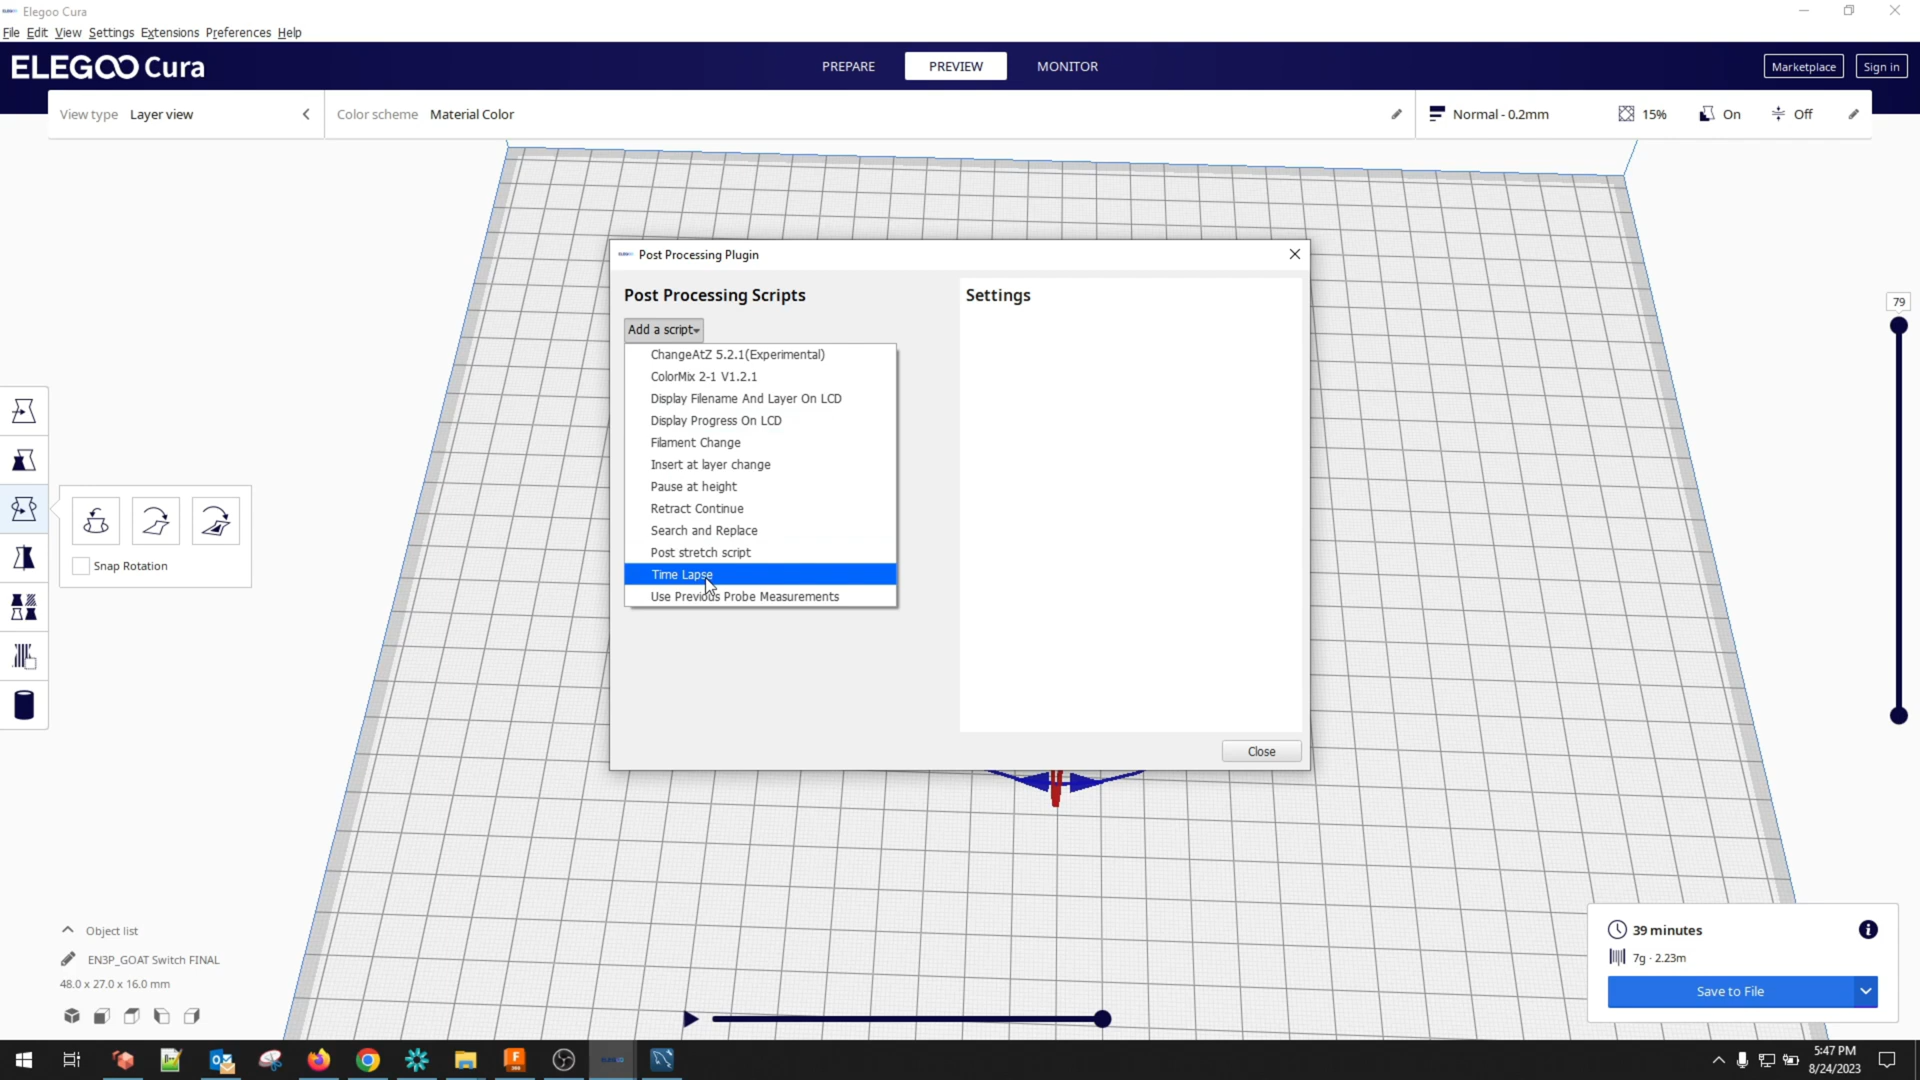 Elegoo Cura
File Edit View Settings Extensions Preferences Help
ELEGOO Cura
PREPARE
PREVIEW
MONITOR
Marketplace
Sign in
View type Layer view
Color scheme Material Color
Normal - 0.2mm
15%
On
Off
79
Post Processing Plugin
Post Processing Scripts
Settings
Add a script
ChangeAtZ 5.2.1(Experimental)
ColorMix 2-1 V1.2.1
Display Filename And Layer On LCD
Display Progress On LCD
Filament Change
Insert at layer change
Pause at height
Retract Continue
Search and Replace
Post stretch script
Time Lapse
Use Previous Probe Measurements
Snap Rotation
Close
Object list
EN3P_GOAT Switch FINAL
48.0 x 27.0 x 16.0 mm
39 minutes
7g · 2.23m
Save to File
5:47 PM
8/24/2023